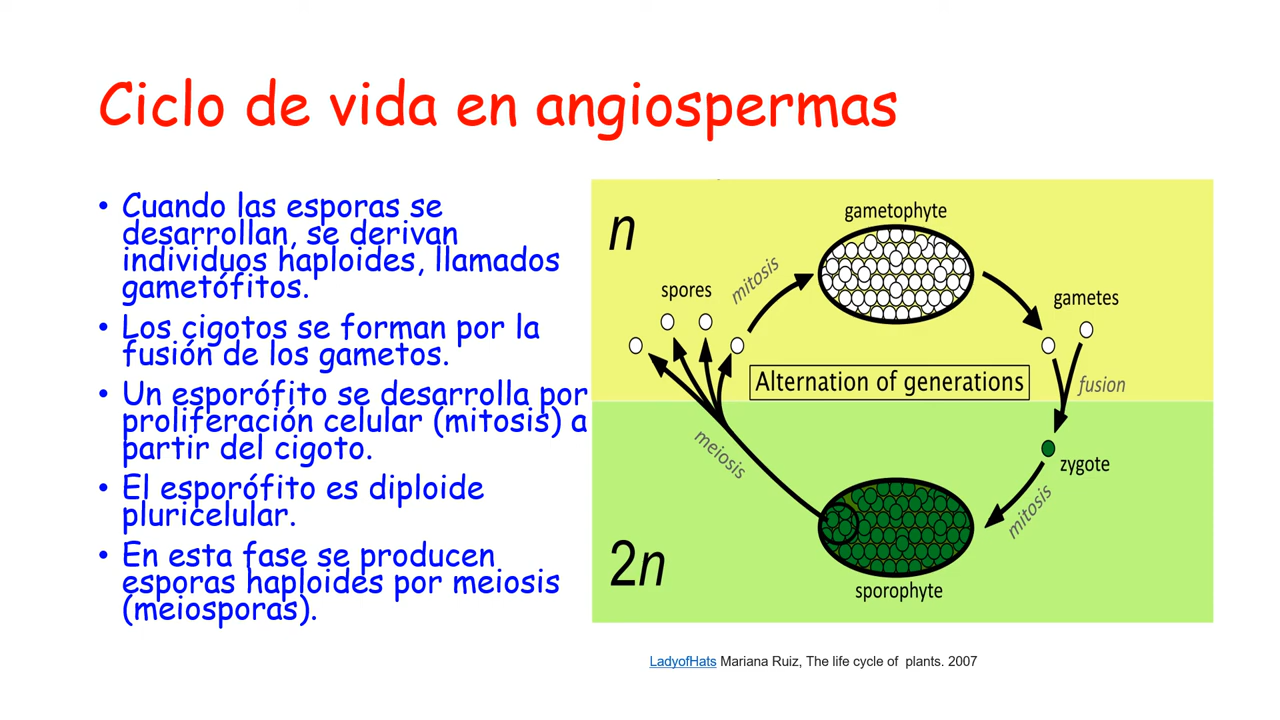 Ciclo de vida en angiospermas
• Cuando las esporas se
desarrollan, se derivan
individuos haploides, llamados
gametófitos.
• Los cigotos se forman por la
fusión de los gametos.
• Un esporófito se desarrolla por
proliferación celular (mitosis) a
partir del cigoto.
• El esporófito es diploide
pluricelular.
• En esta fase se producen
esporas haploides por meiosis
(meiosporas).
n
gametophyte
mitosis
spores
gametes
Alternation of generations
fusion
meiosis
zygote
mitosis
2n
sporophyte
LadyofHats Mariana Ruiz, The life cycle of plants. 2007